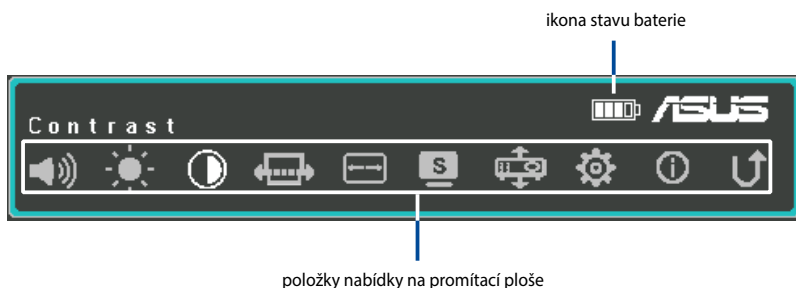 ikona stavu baterie
ASUS
Contrast
S
položky nabídky na promítací ploše